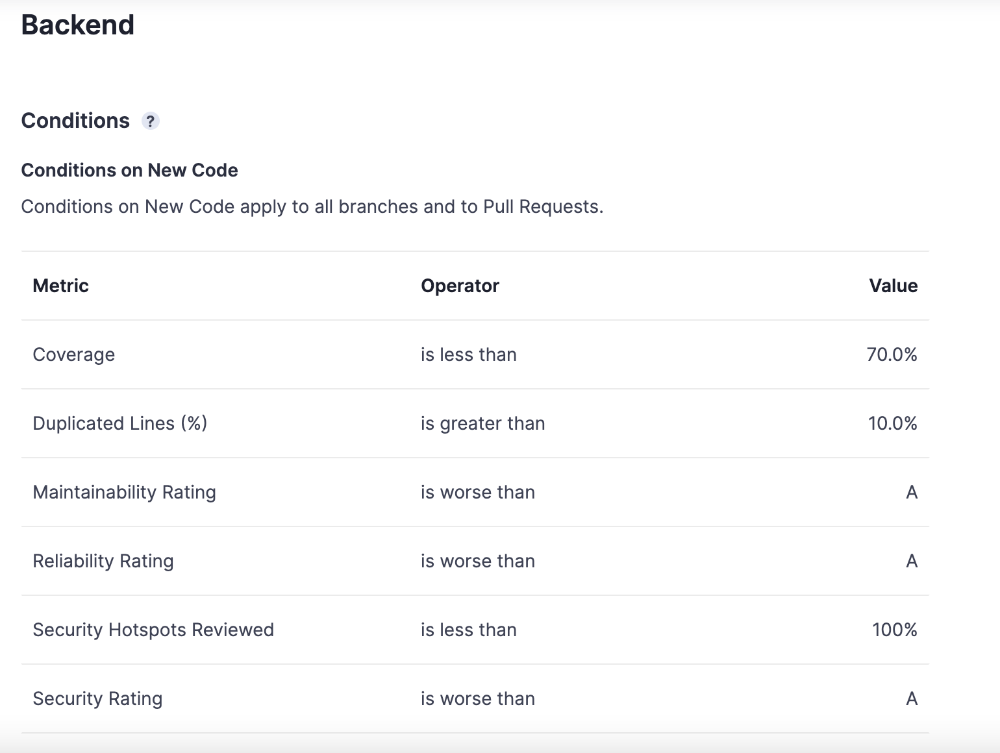 Backend
Conditions ?
Conditions on New Code
Conditions on New Code apply to all branches and to Pull Requests.
Metric Operator Value
Coverage is less than 70.0%
Duplicated Lines (%) is greater than 10.0%
Maintainability Rating is worse than A
Reliability Rating is worse than A
Security Hotspots Reviewed is less than 100%
Security Rating is worse than A